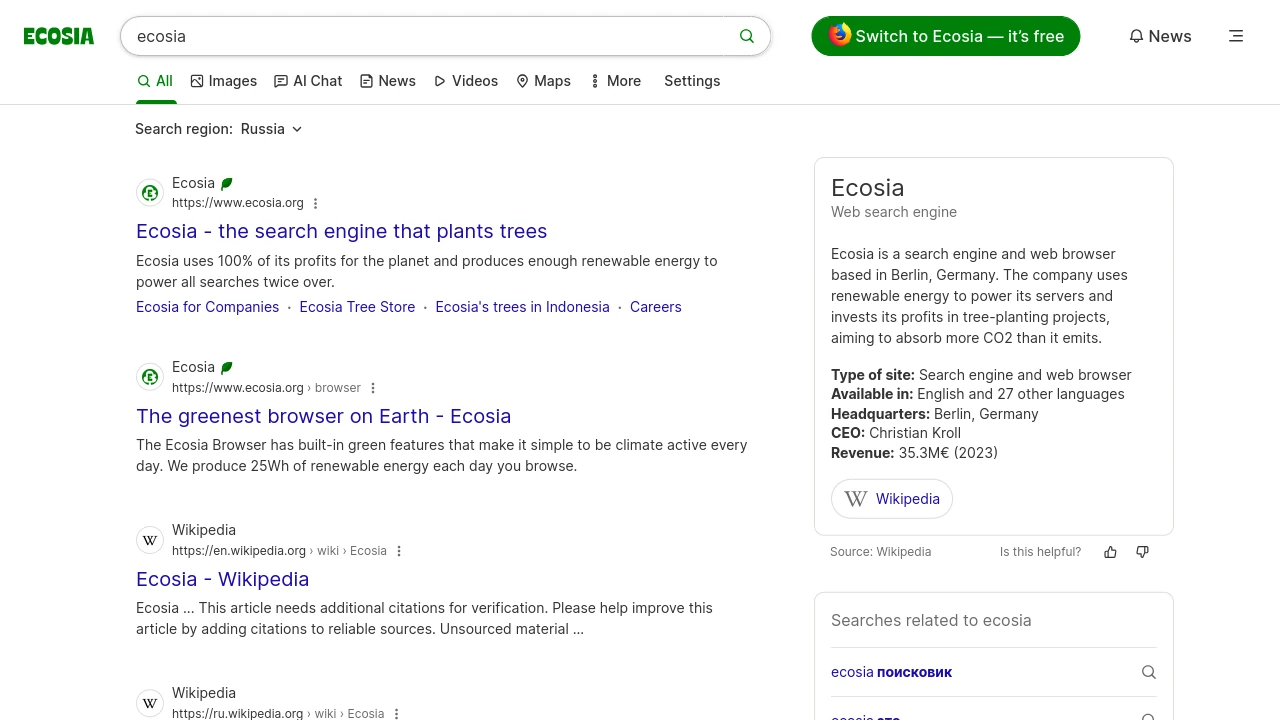 ECOSIA
ecosia
Switch to Ecosia — it’s free
News
All
Images
AI Chat
News
Videos
Maps
More
Settings
Search region: Russia
Ecosia
https://www.ecosia.org
Ecosia - the search engine that plants trees
Ecosia uses 100% of its profits for the planet and produces enough renewable energy to
power all searches twice over.
Ecosia for Companies · Ecosia Tree Store · Ecosia's trees in Indonesia · Careers
Ecosia
https://www.ecosia.org › browser
The greenest browser on Earth - Ecosia
The Ecosia Browser has built-in green features that make it simple to be climate active every
day. We produce 25Wh of renewable energy each day you browse.
W
Wikipedia
https://en.wikipedia.org › wiki › Ecosia
Ecosia - Wikipedia
Ecosia ... This article needs additional citations for verification. Please help improve this
article by adding citations to reliable sources. Unsourced material ...
W
Wikipedia
https://ru.wikipedia.org › wiki › Ecosia
Ecosia
Web search engine
Ecosia is a search engine and web browser
based in Berlin, Germany. The company uses
renewable energy to power its servers and
invests its profits in tree-planting projects,
aiming to absorb more CO2 than it emits.
Type of site: Search engine and web browser
Available in: English and 27 other languages
Headquarters: Berlin, Germany
CEO: Christian Kroll
Revenue: 35.3M€ (2023)
W Wikipedia
Source: Wikipedia
Is this helpful?
Searches related to ecosia
ecosia поисковик